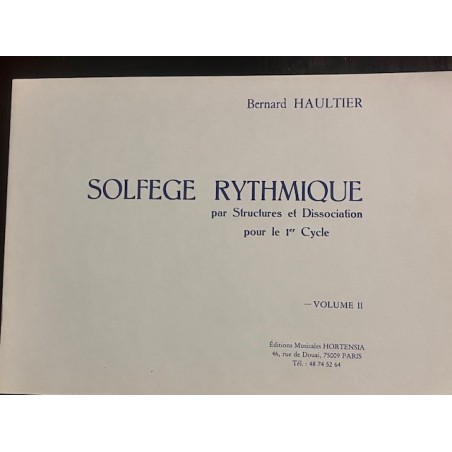 Bernard HAULTIER
SOLFEGE RYTHMIQUE
par Structures et Dissociation
pour le 1er Cycle
—VOLUME II
Éditions Musicales HORTENSIA
46, rue de Douai, 75009 PARIS
Tél. : 48 74 52 64